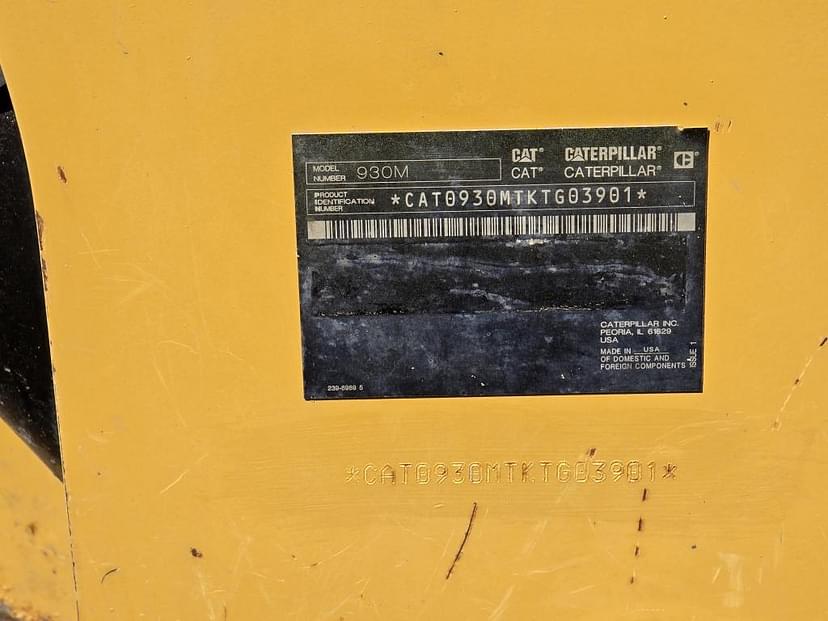 MODEL NUMBER 930M
CAT® CATERPILLAR®
CAT® CATERPILLAR®
PRODUCT IDENTIFICATION NUMBER *CAT0930MTKTG03901*
CATERPILLAR INC.
PEORIA, IL 61629
USA
MADE IN USA
OF DOMESTIC AND
FOREIGN COMPONENTS
ISSUE 1
239-5989 5
*CAT0930MTKTG03901*